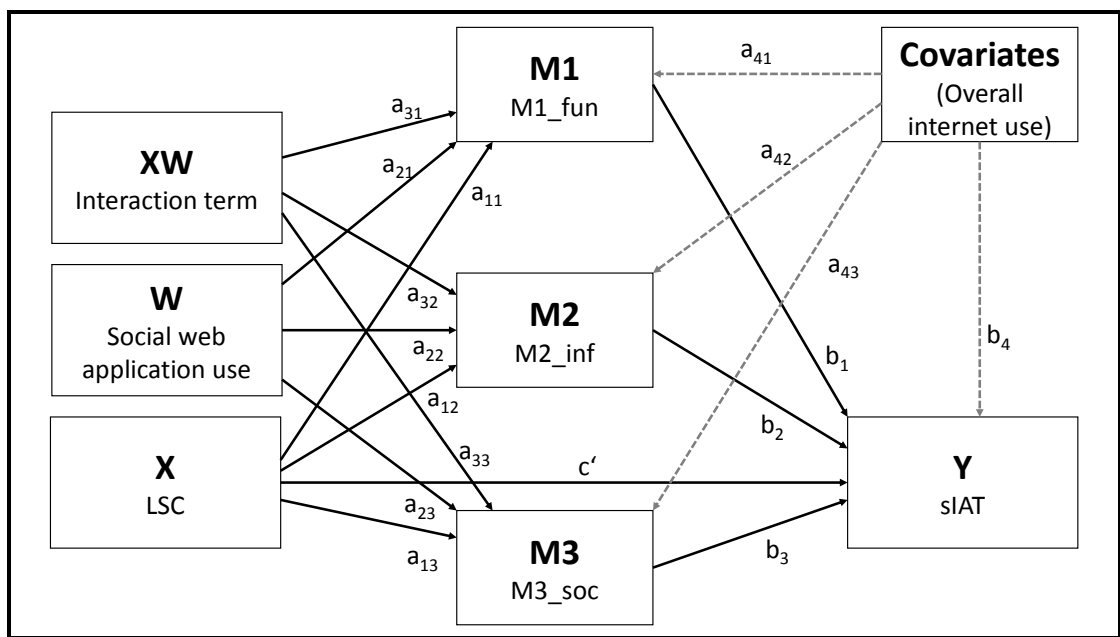 XW
Interaction term
W
Social web
application use
X
LSC
a31
a21
a11
a32
a22
a12
a33
a23
a13
M1
M1_fun
M2
M2_inf
M3
M3_soc
c‘
a41
a42
a43
b1
b2
b3
b4
Covariates
(Overall
internet use)
Y
sIAT